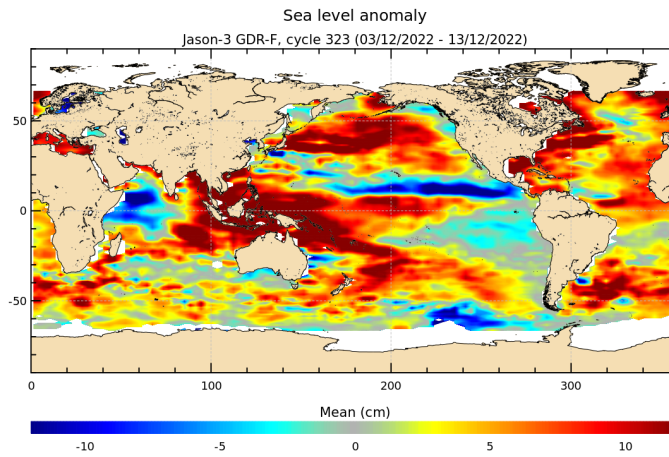 Sea level anomaly
Jason-3 GDR-F, cycle 323 (03/12/2022 - 13/12/2022)
50
0
-50
0 100 200 300
Mean (cm)
-10 -5 0 5 10